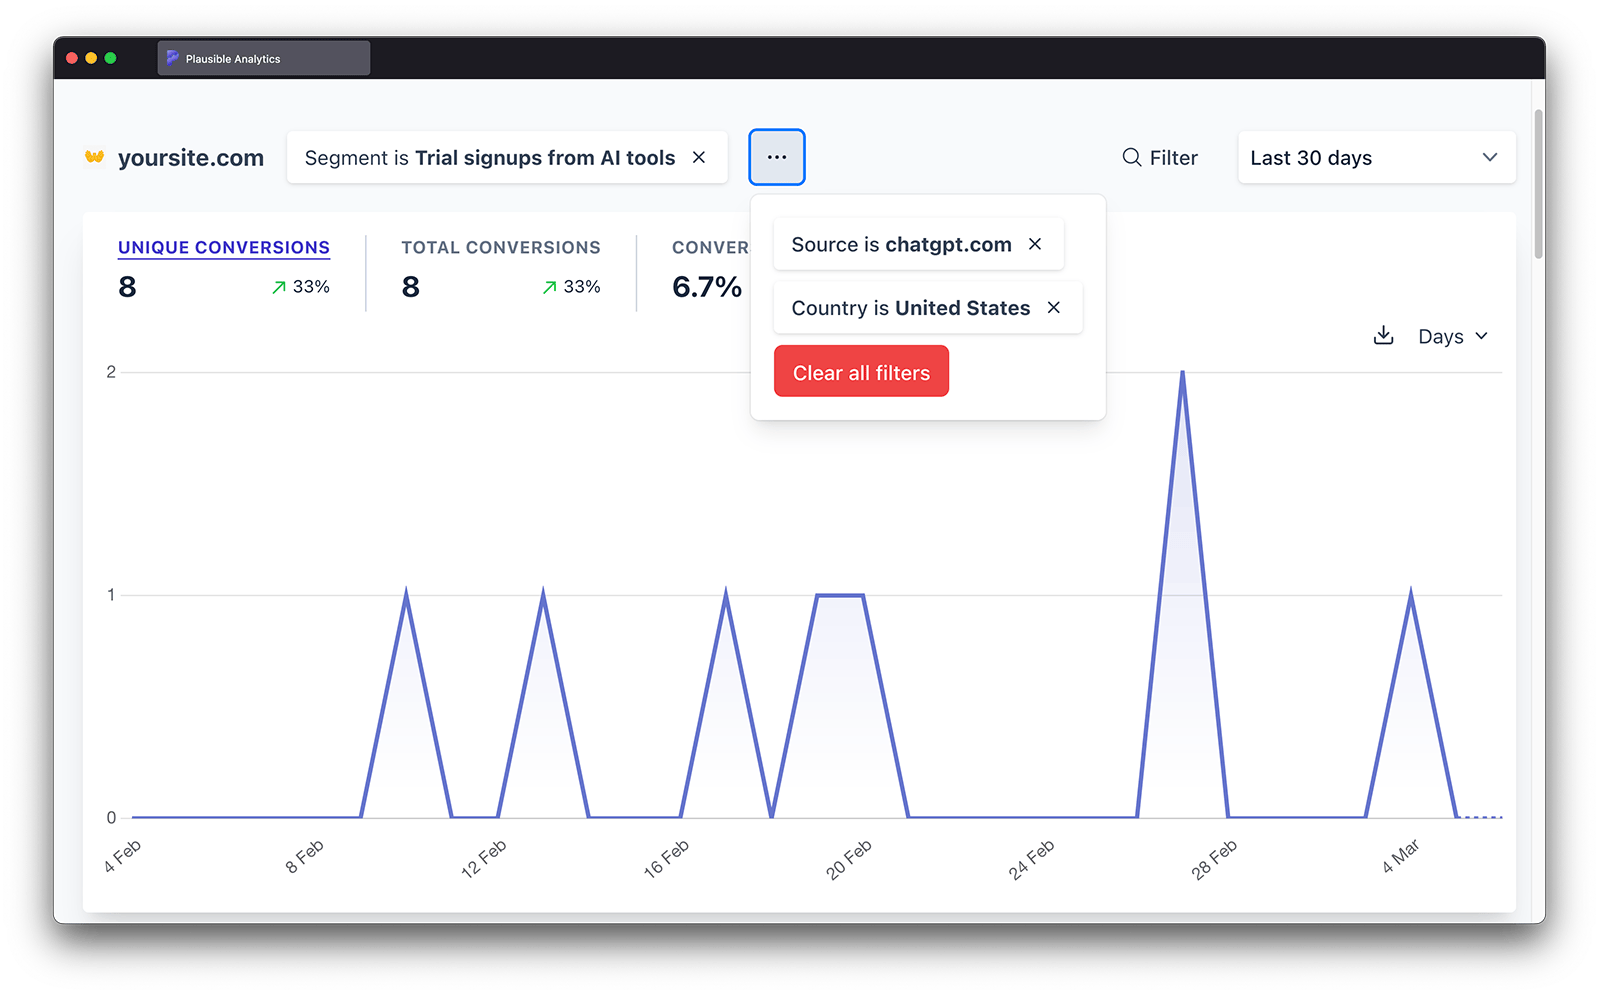 Plausible Analytics
yoursite.com
Segment is Trial signups from AI tools
Filter
Last 30 days
Source is chatgpt.com
Country is United States
Clear all filters
UNIQUE CONVERSIONS
8
33%
TOTAL CONVERSIONS
8
33%
CONVER
6.7%
Days
2
1
0
4 Feb
8 Feb
12 Feb
16 Feb
20 Feb
24 Feb
28 Feb
4 Mar